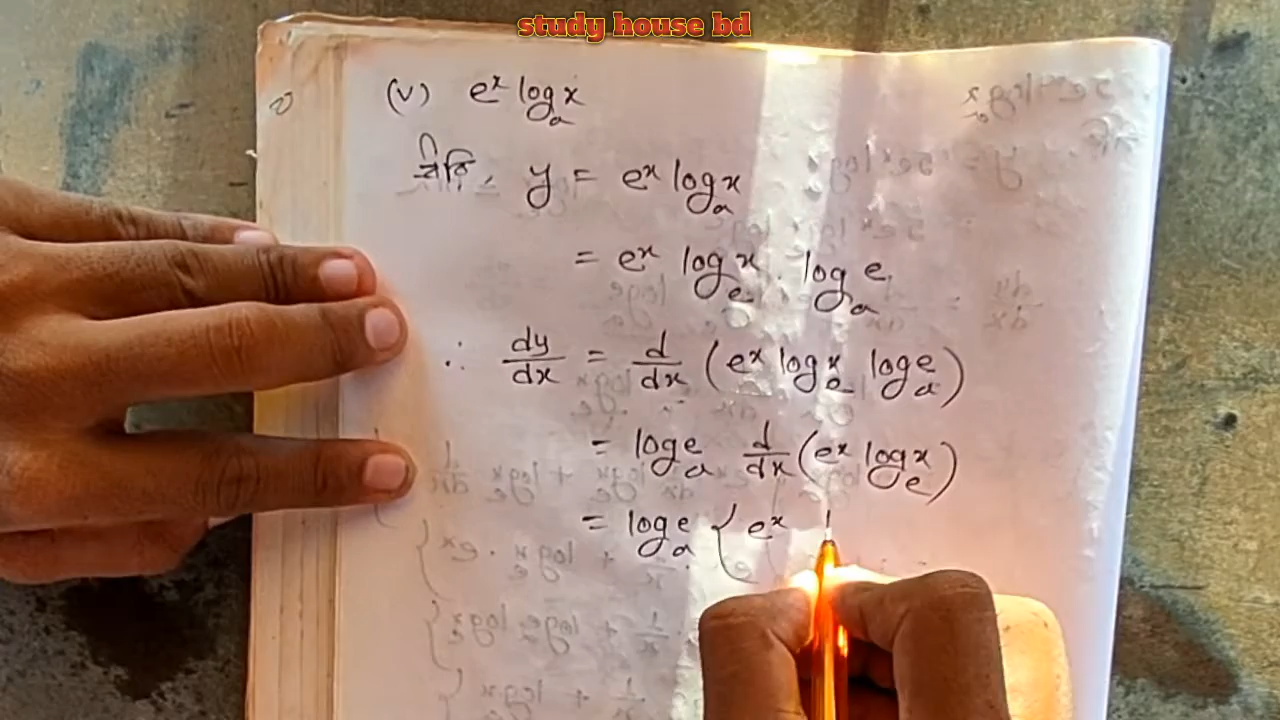 study house bd
(v) eˣ logₐx
ধরি, y = eˣ logₐx
= eˣ logₑx . logₐe
∴ dy/dx = d/dx (eˣ logₑx logₐe)
= logₐe d/dx (eˣ logₑx)
= logₐe { eˣ